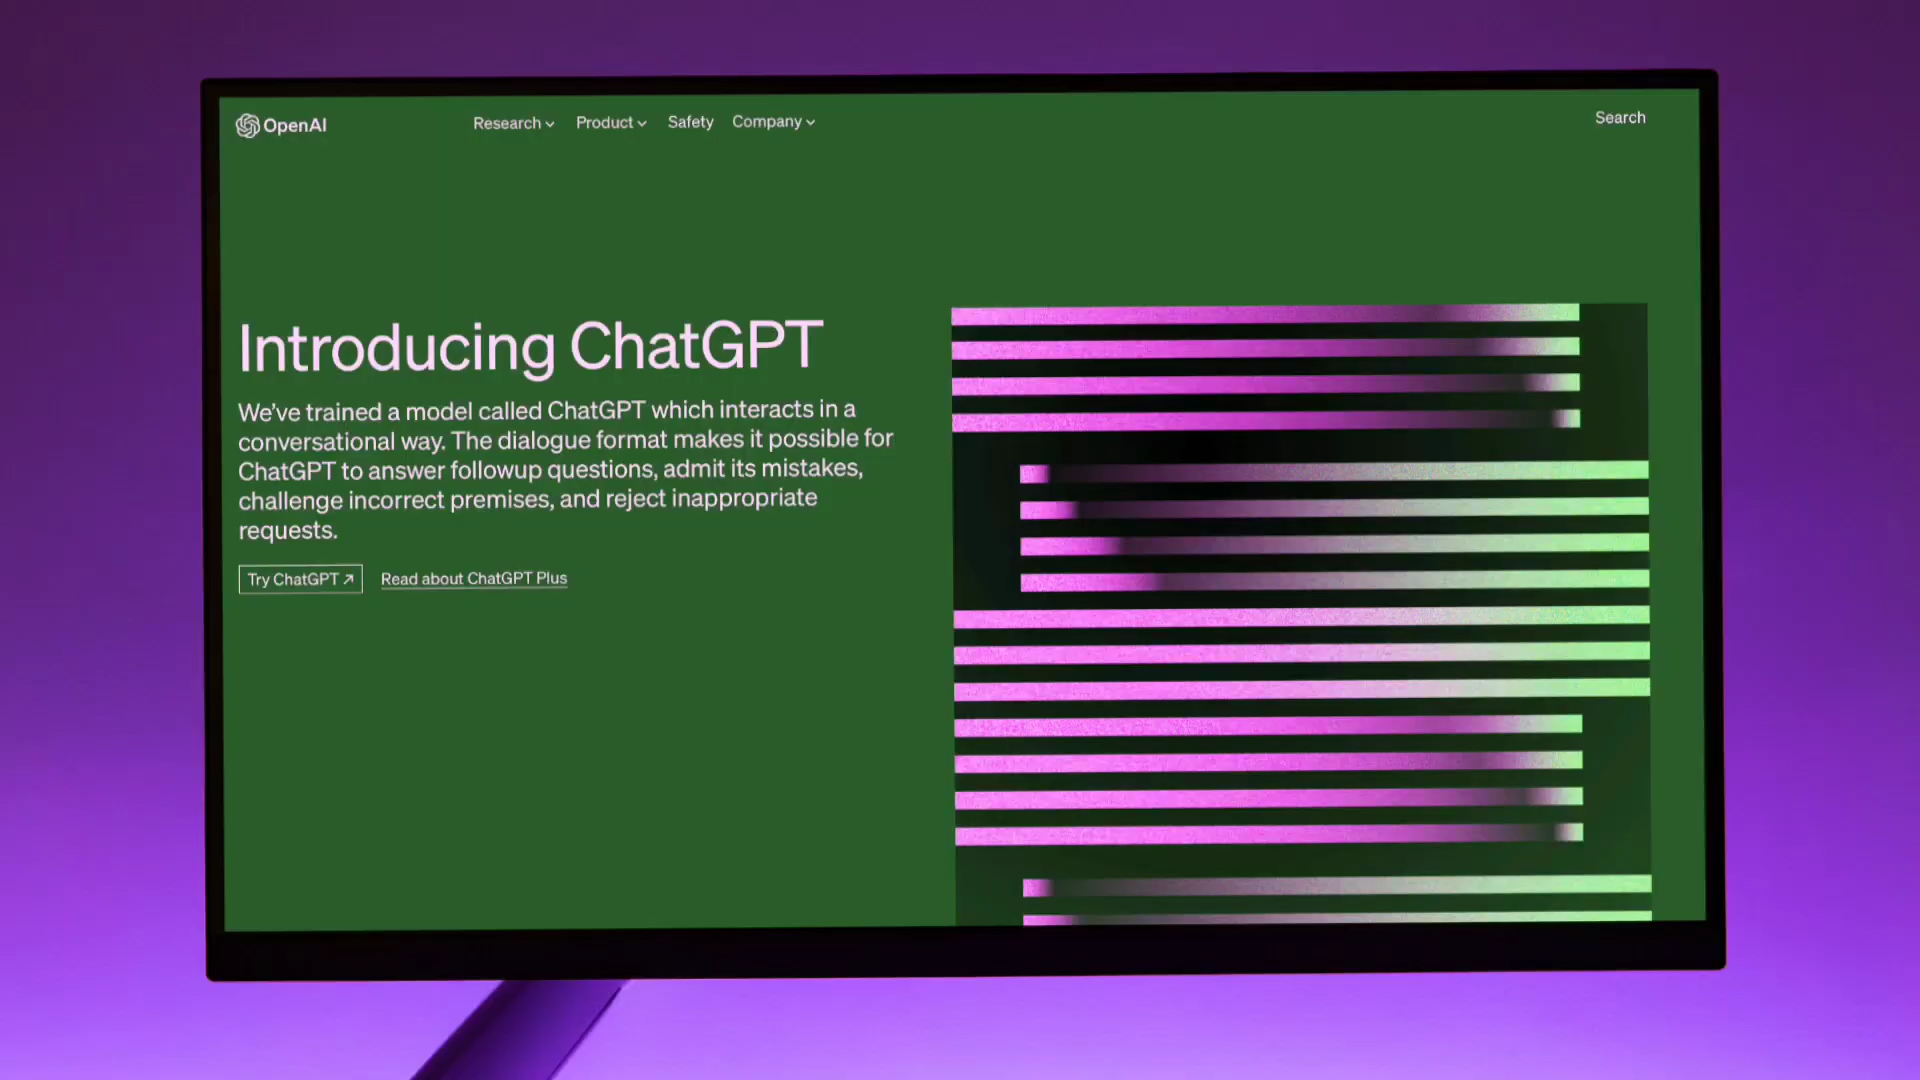 OpenAI
Research Product Safety Company
Search
Introducing ChatGPT
We've trained a model called ChatGPT which interacts in a
conversational way. The dialogue format makes it possible for
ChatGPT to answer followup questions, admit its mistakes,
challenge incorrect premises, and reject inappropriate
requests.
Try ChatGPT ↗
Read about ChatGPT Plus